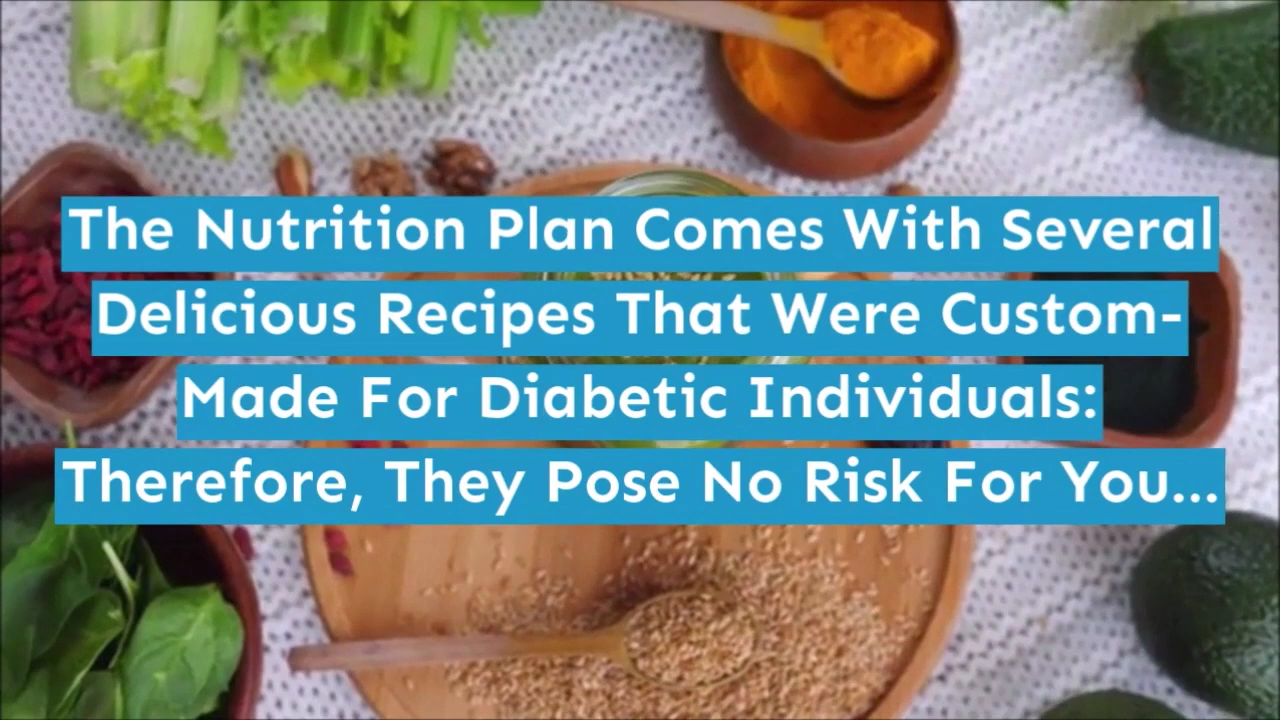 The Nutrition Plan Comes With Several
Delicious Recipes That Were Custom-
Made For Diabetic Individuals:
Therefore, They Pose No Risk For You...